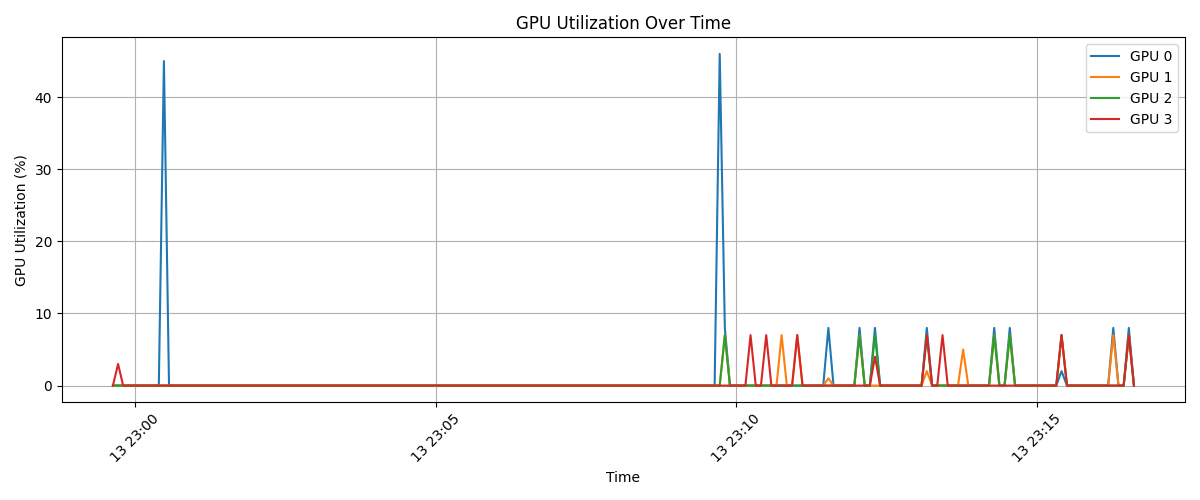 GPU Utilization Over Time
GPU Utilization (%)
40
30
20
10
0
GPU 0
GPU 1
GPU 2
GPU 3
13 23:00
13 23:05
13 23:10
13 23:15
Time